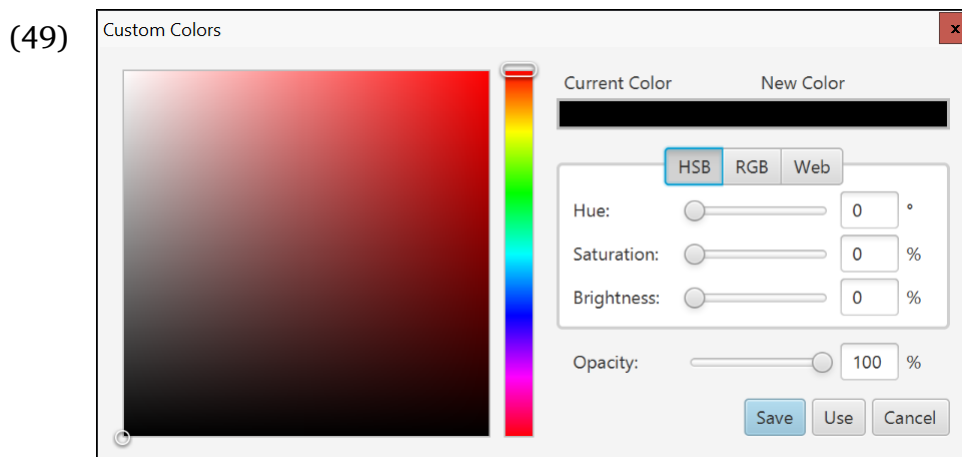 (49)
Custom Colors
x
Current Color New Color
HSB RGB Web
Hue: 0 °
Saturation: 0 %
Brightness: 0 %
Opacity: 100 %
Save Use Cancel